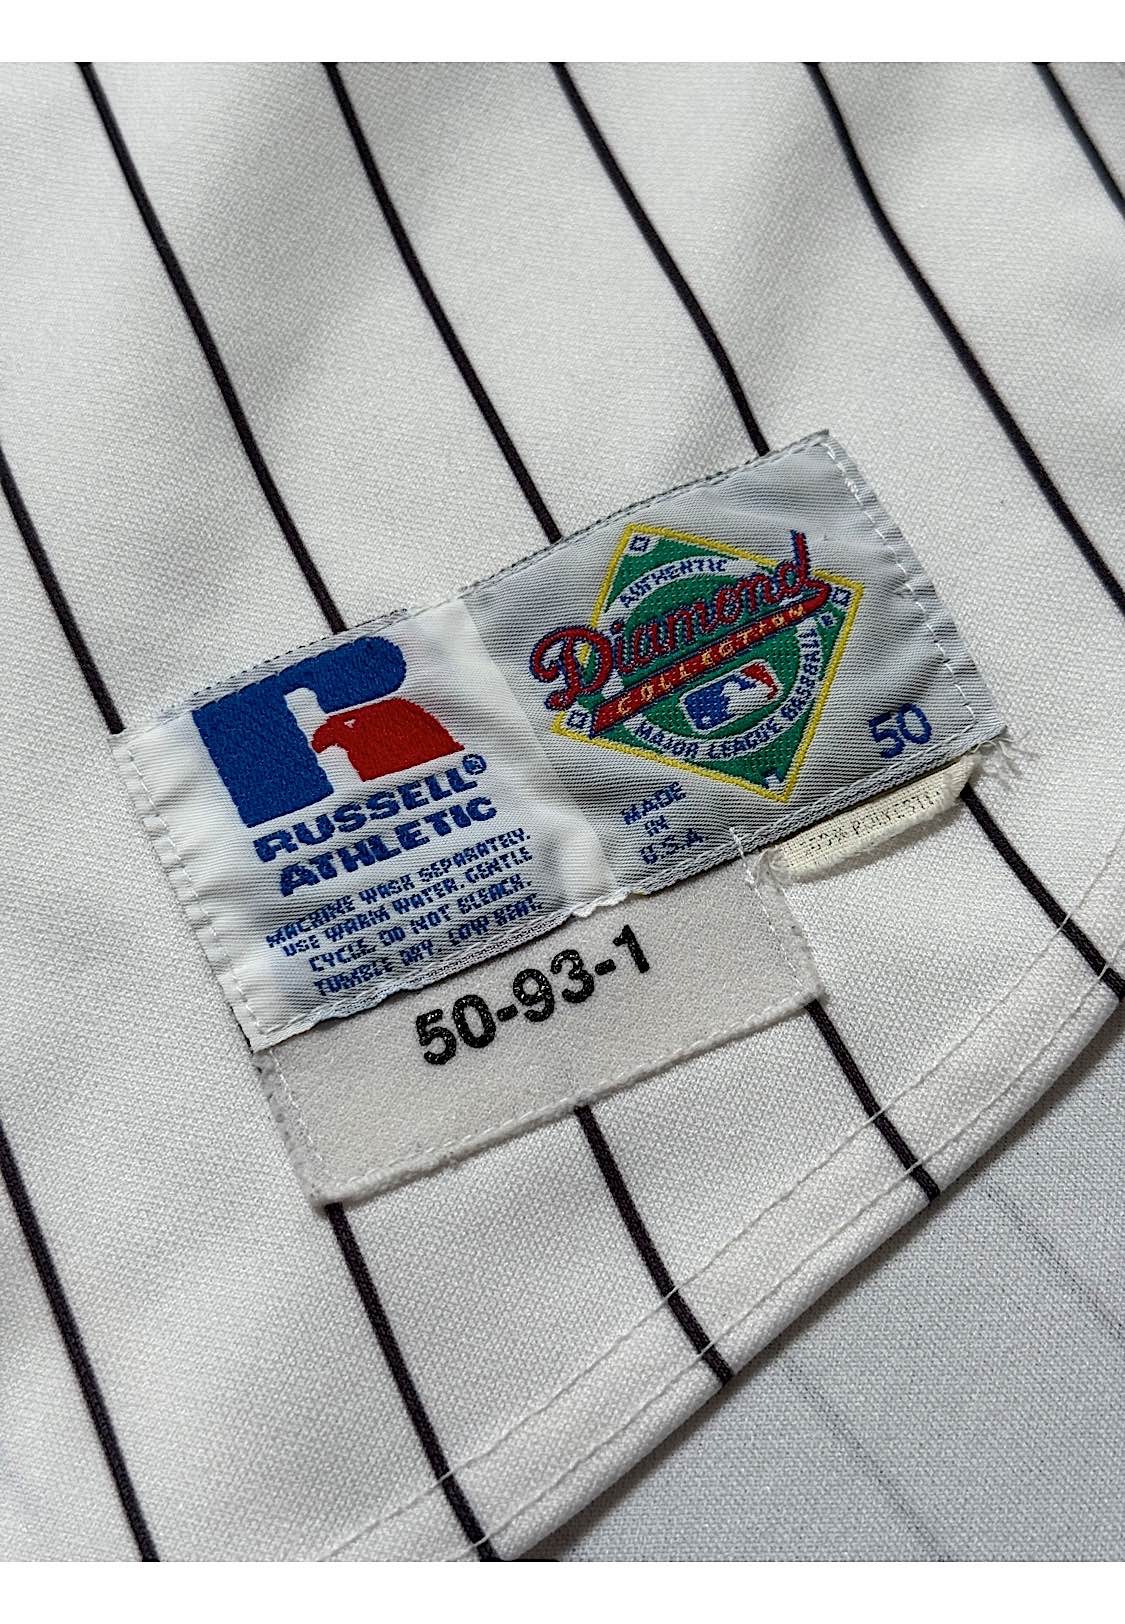 RUSSELL®
ATHLETIC
MACHINE WASH SEPARATELY.
USE WARM WATER. GENTLE
CYCLE. DO NOT BLEACH.
TUMBLE DRY. LOW HEAT.
AUTHENTIC
Diamond
COLLECTION
MAJOR LEAGUE BASEBALL
50
MADE
IN
U.S.A.
50-93-1